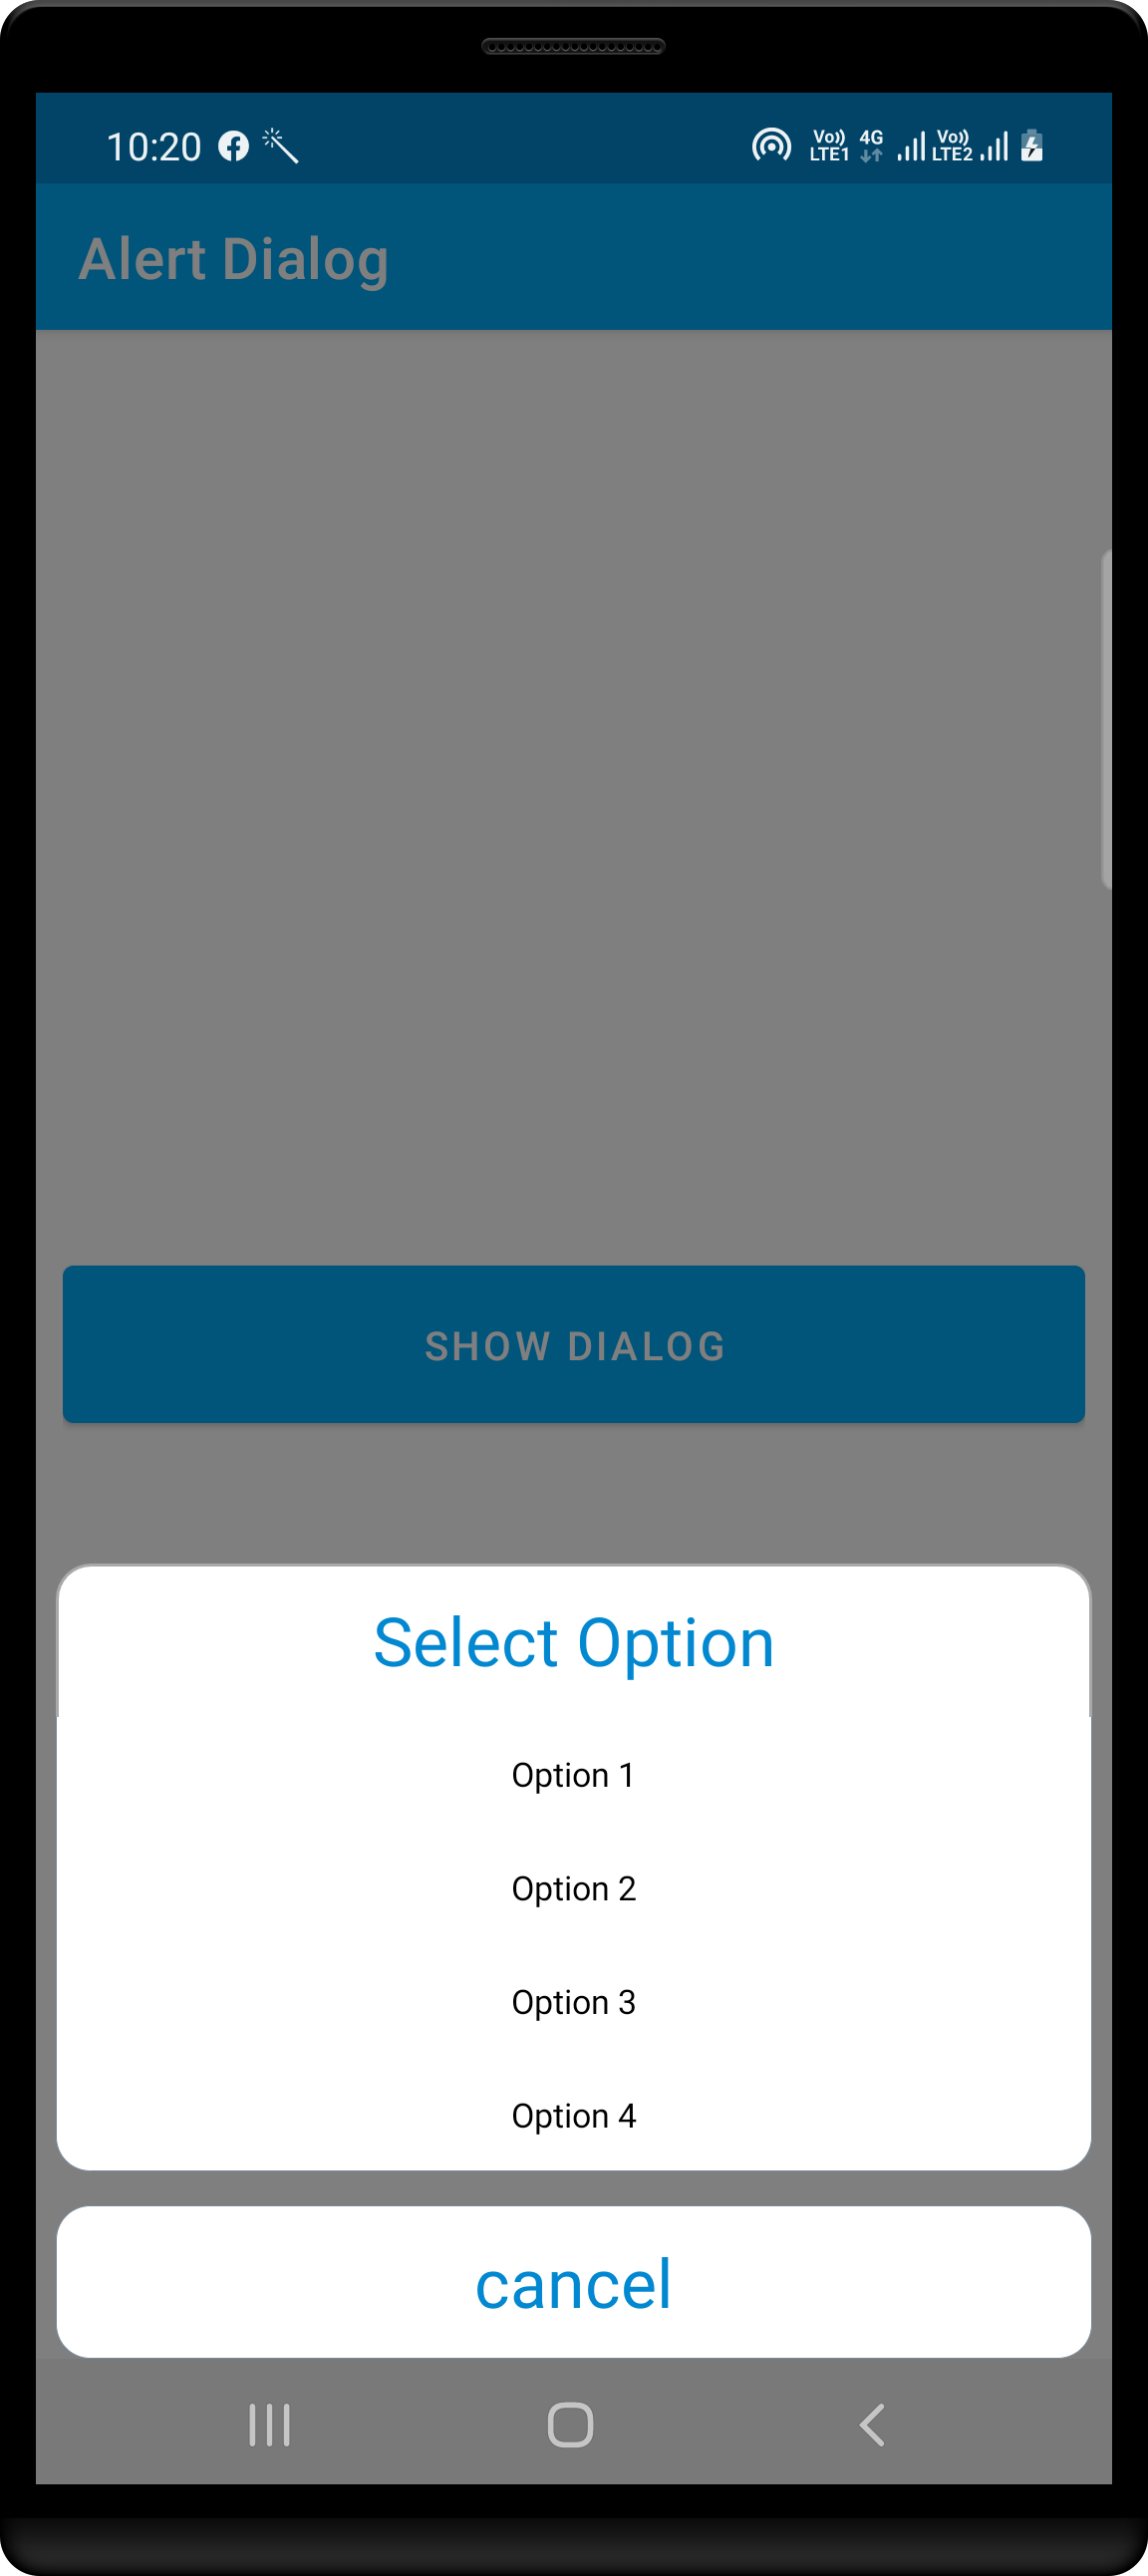 10:20
Vo)) LTE1 4G Vo)) LTE2
Alert Dialog
SHOW DIALOG
Select Option
Option 1
Option 2
Option 3
Option 4
cancel